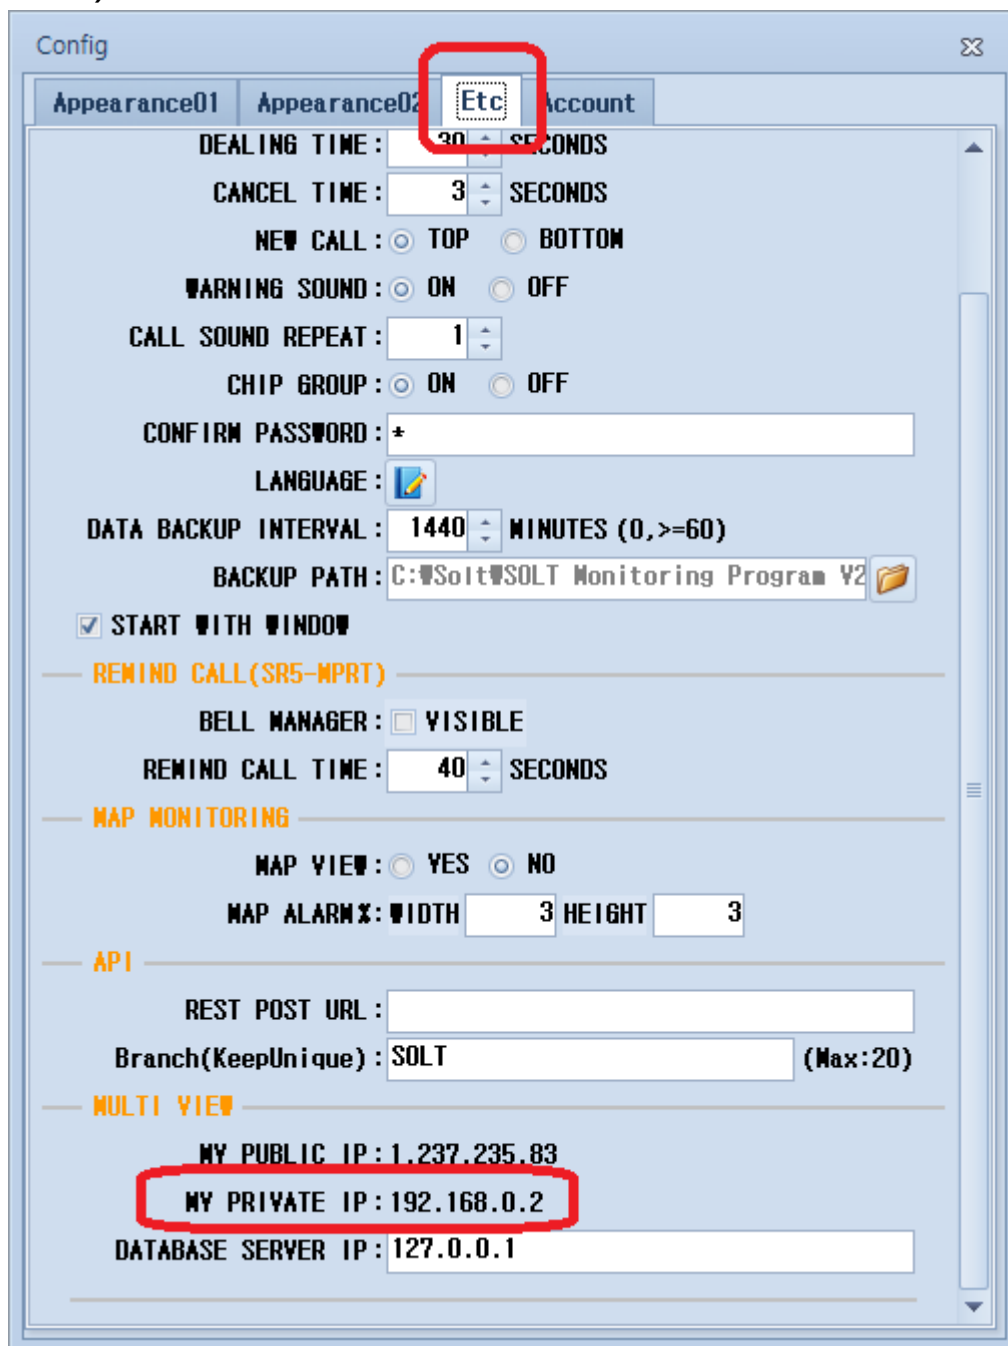 Config
Appearance01 Appearance02 Etc Account
DEALING TIME: 30 SECONDS
CANCEL TIME: 3 SECONDS
NEW CALL: TOP BOTTOM
WARNING SOUND: ON OFF
CALL SOUND REPEAT: 1
CHIP GROUP: ON OFF
CONFIRM PASSWORD: *
LANGUAGE:
DATA BACKUP INTERVAL: 1440 MINUTES (0,>=60)
BACKUP PATH: C:₩Solt₩SOLT Monitoring Program V2
START WITH WINDOW
REMIND CALL(SR5-MPRT)
BELL MANAGER: VISIBLE
REMIND CALL TIME: 40 SECONDS
MAP MONITORING
MAP VIEW: YES NO
MAP ALARM%: WIDTH 3 HEIGHT 3
API
REST POST URL:
Branch(KeepUnique): SOLT (Max:20)
MULTI VIEW
MY PUBLIC IP: 1.237.235.83
MY PRIVATE IP: 192.168.0.2
DATABASE SERVER IP: 127.0.0.1